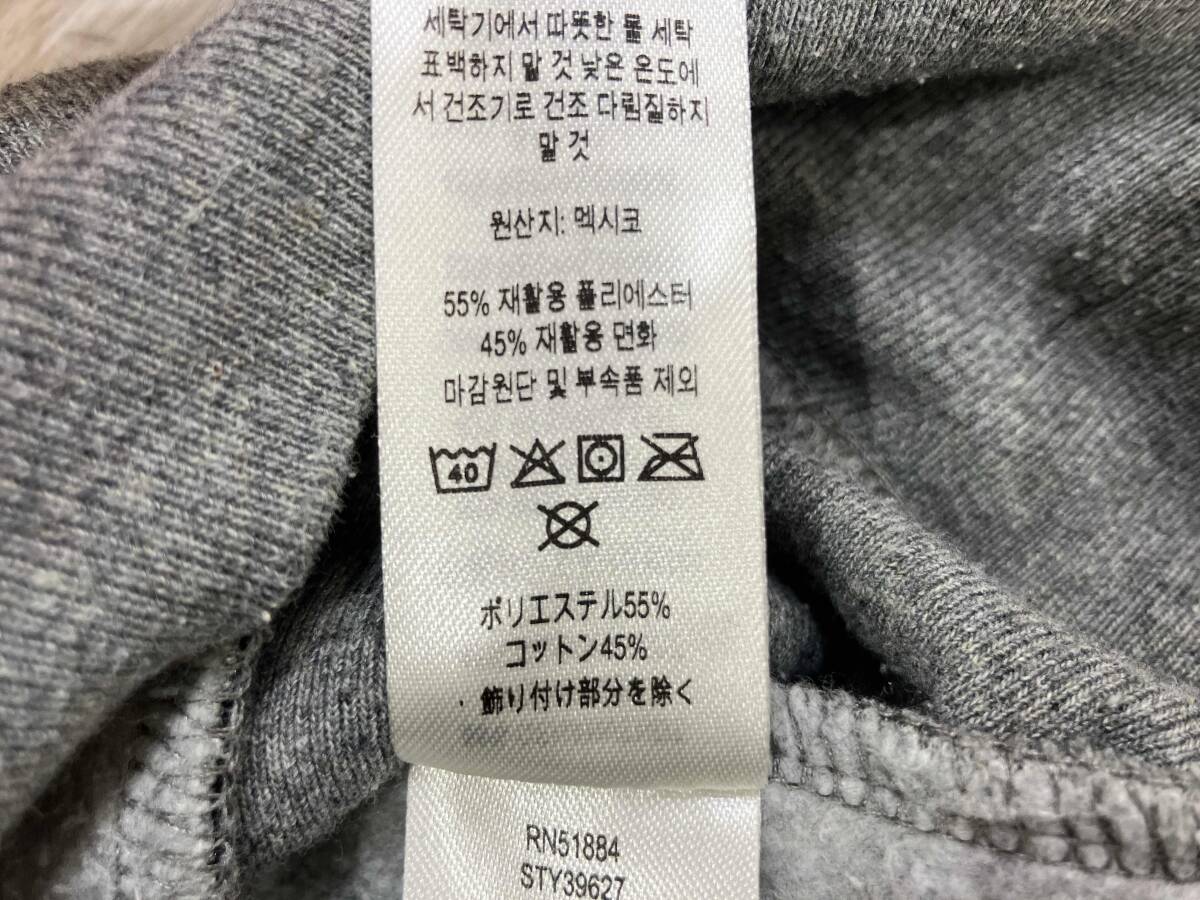 세탁기에서 따뜻한 물 세탁
표백하지 말 것 낮은 온도에
서 건조기로 건조 다림질하지
말 것
원산지: 멕시코
55% 재활용 폴리에스터
45% 재활용 면화
마감원단 및 부속품 제외
40
ポリエステル55%
コットン45%
飾り付け部分を除く
RN51884
STY39627